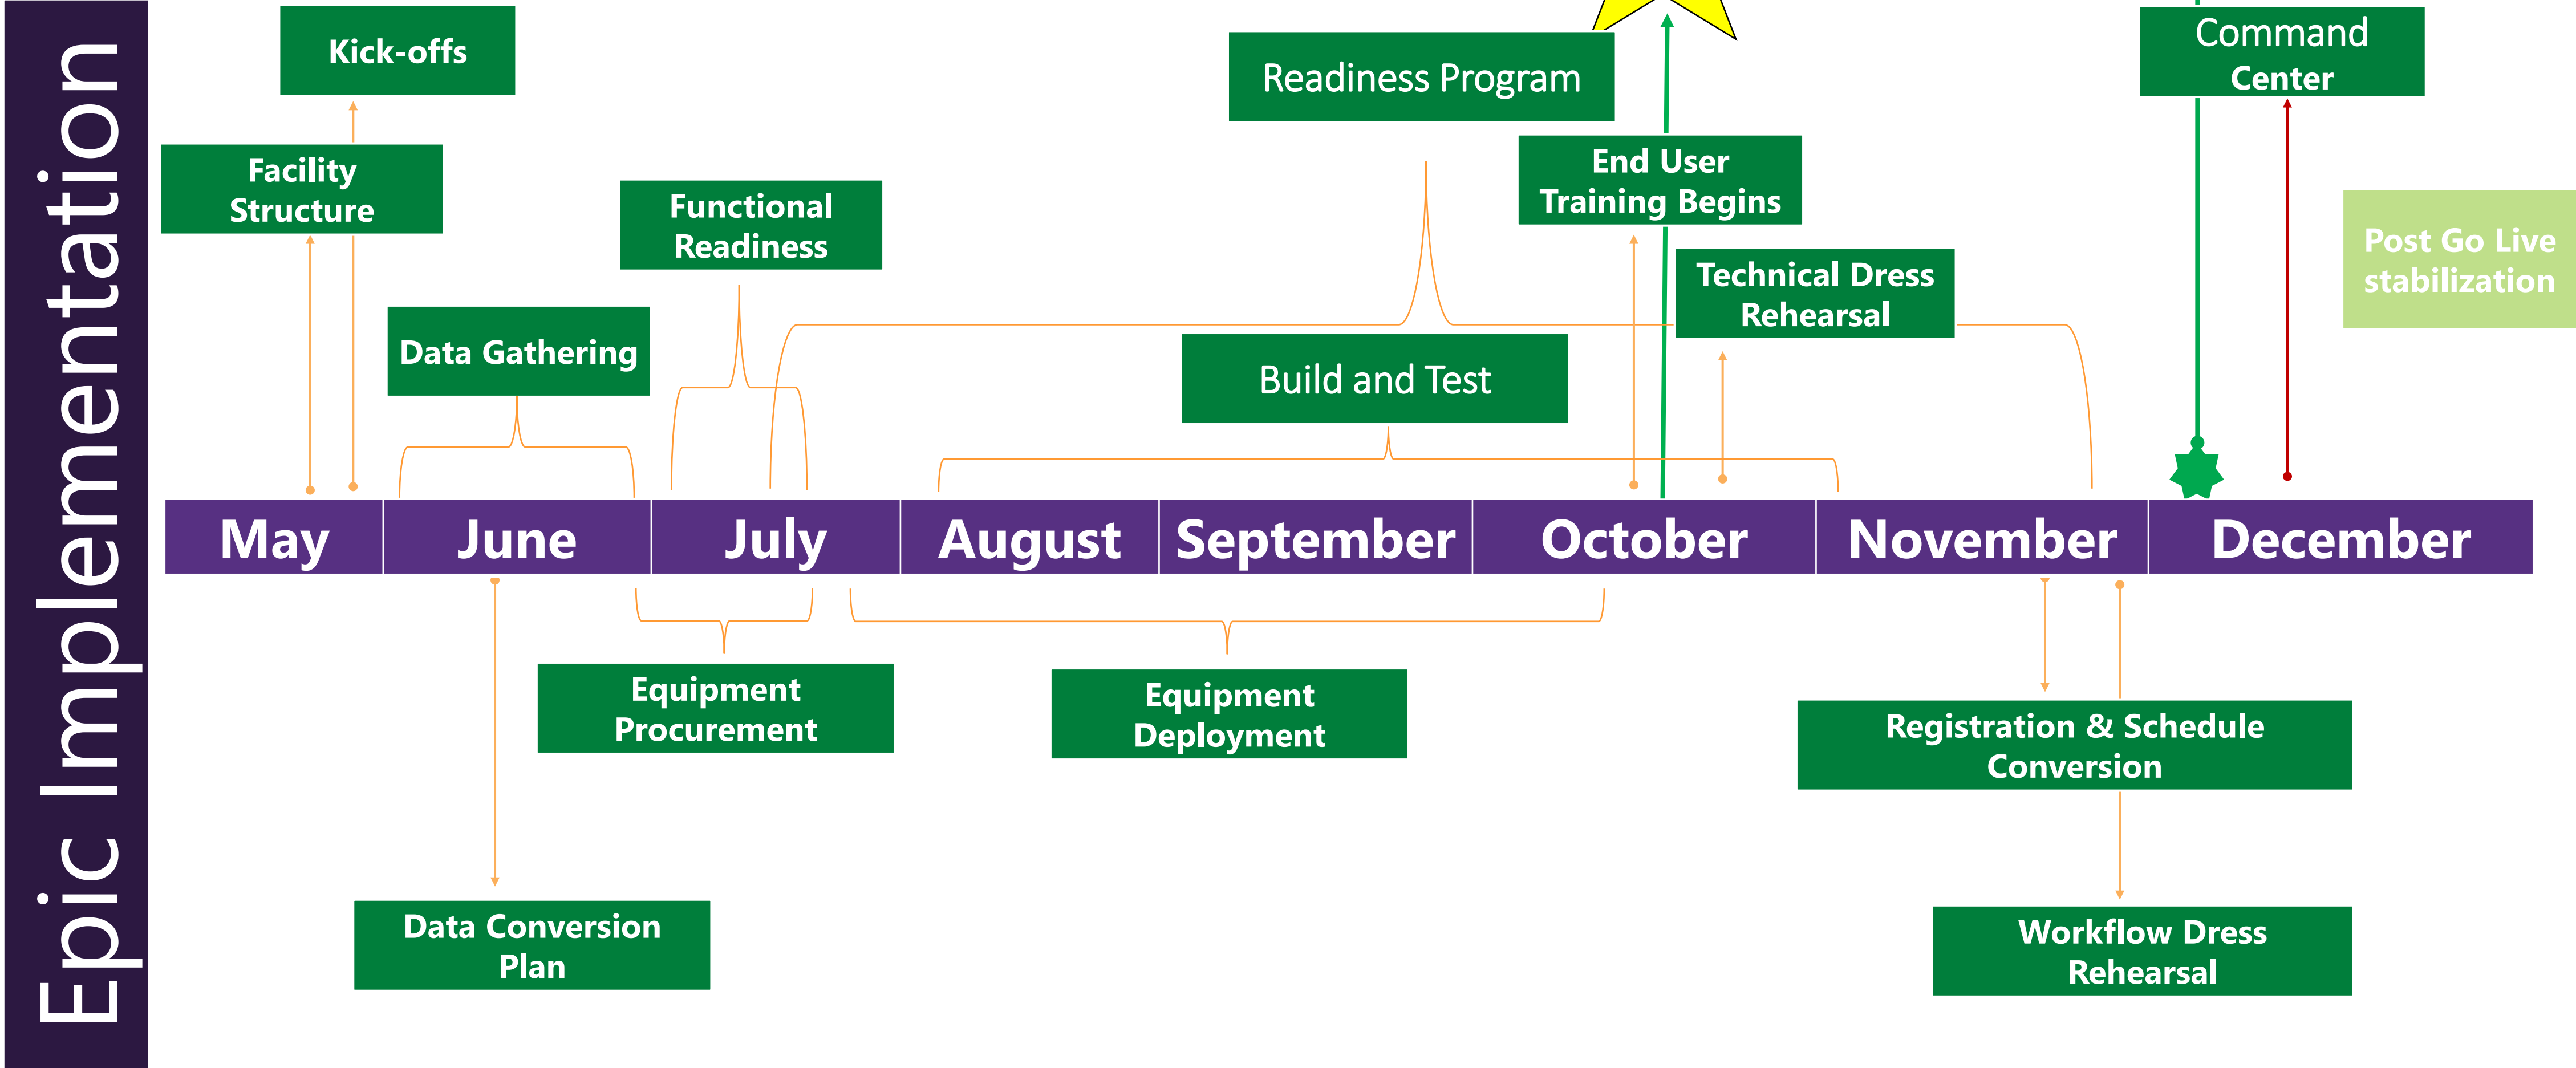 Epic Implementation
Kick-offs
Facility
Structure
Functional
Readiness
Data Gathering
Readiness Program
End User
Training Begins
Technical Dress
Rehearsal
Build and Test
Command
Center
Post Go Live
stabilization
May
June
July
August
September
October
November
December
Equipment
Procurement
Equipment
Deployment
Registration & Schedule
Conversion
Data Conversion
Plan
Workflow Dress
Rehearsal